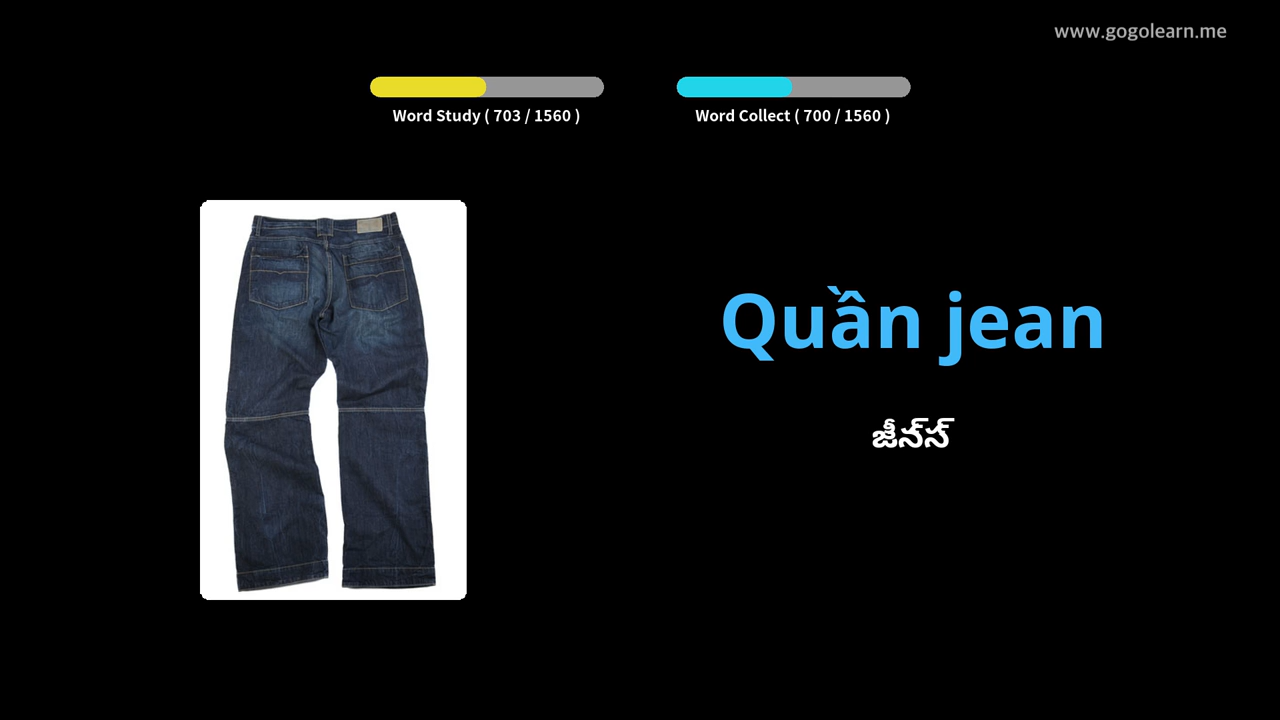 www.gogolearn.me
Word Study ( 703 / 1560 )
Word Collect ( 700 / 1560 )
Quần jean
జీన్స్